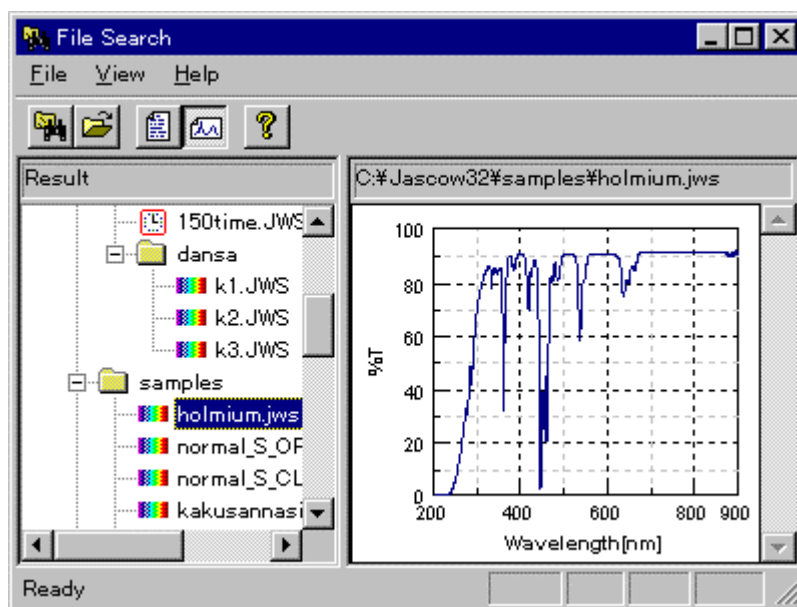 File Search
File View Help
Result
150time.JWS
dansa
k1.JWS
k2.JWS
k3.JWS
samples
holmium.jws
normal_S_OF
normal_S_CL
kakusannasi
C:¥Jascow32¥samples¥holmium.jws
100
80
60
40
20
0
%T
200 400 600 800 900
Wavelength[nm]
Ready